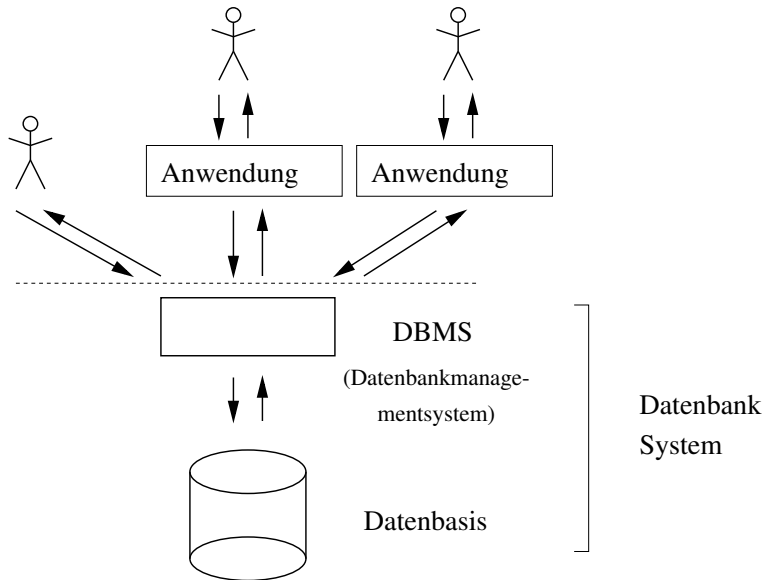 Anwendung
Anwendung
DBMS
(Datenbankmanage-
mentsystem)
Datenbank
System
Datenbasis